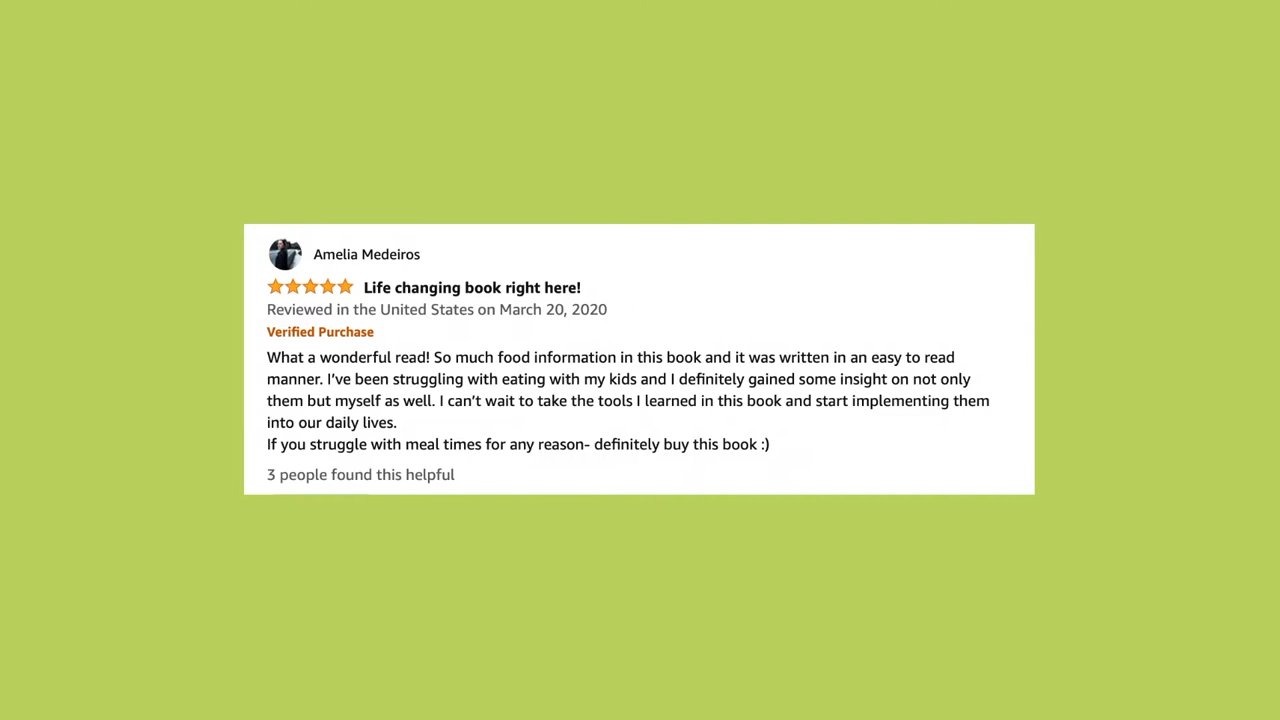 Amelia Medeiros
Life changing book right here!
Reviewed in the United States on March 20, 2020
Verified Purchase
What a wonderful read! So much food information in this book and it was written in an easy to read
manner. I've been struggling with eating with my kids and I definitely gained some insight on not only
them but myself as well. I can't wait to take the tools I learned in this book and start implementing them
into our daily lives.
If you struggle with meal times for any reason- definitely buy this book :)
3 people found this helpful